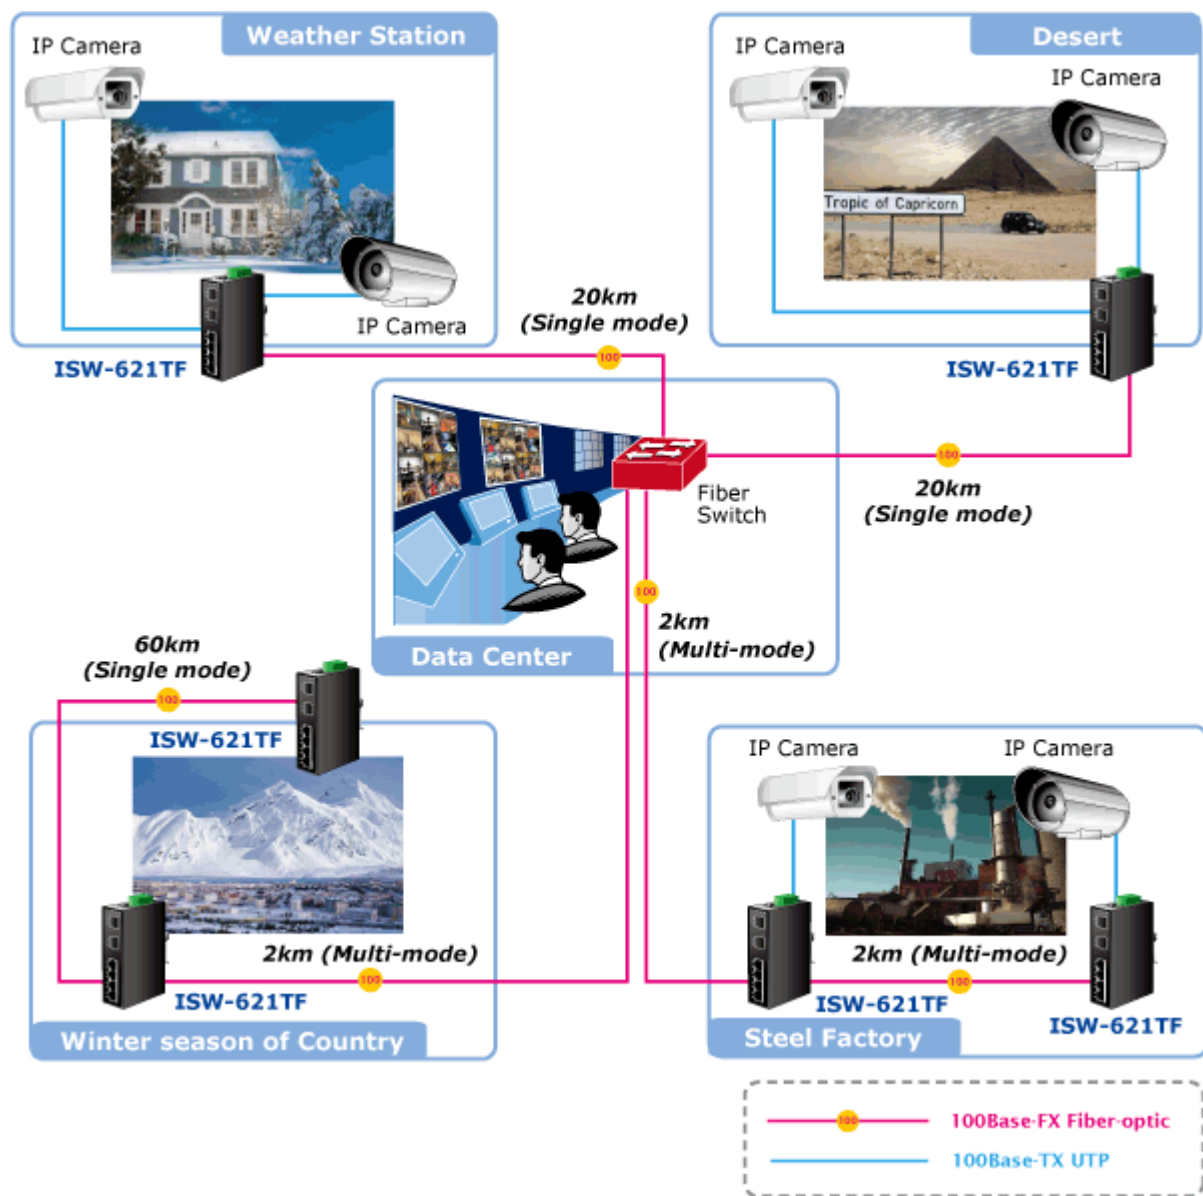 Weather Station
IP Camera
IP Camera
ISW-621TF
Desert
IP Camera
IP Camera
Tropic of Capricorn
ISW-621TF
20km
(Single mode)
100
100
20km
(Single mode)
Fiber
Switch
100
2km
(Multi-mode)
Data Center
60km
(Single mode)
100
ISW-621TF
2km (Multi-mode)
100
ISW-621TF
Winter season of Country
IP Camera
IP Camera
2km (Multi-mode)
100
ISW-621TF
ISW-621TF
Steel Factory
100
100Base-FX Fiber-optic
100Base-TX UTP